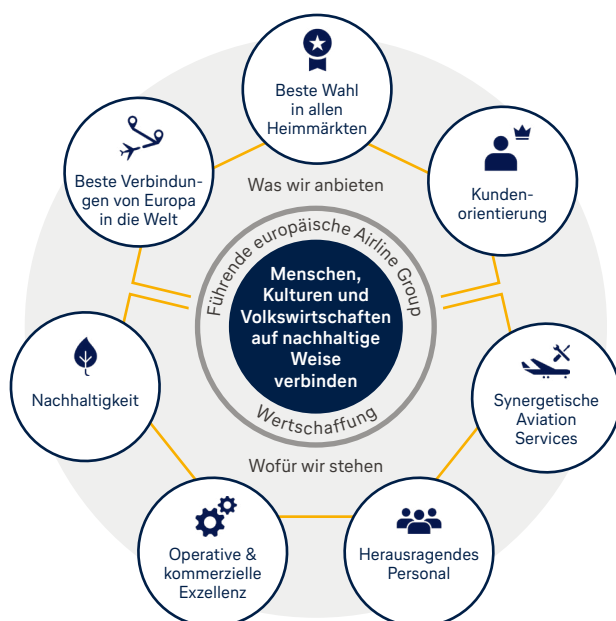 Beste Wahl
in allen
Heimmärkten
Beste Verbindun-
gen von Europa
in die Welt
Was wir anbieten
Kunden-
orientierung
Führende europäische Airline Group
Menschen,
Kulturen und
Volkswirtschaften
auf nachhaltige
Weise
verbinden
Wertschaffung
Nachhaltigkeit
Synergetische
Aviation
Services
Wofür wir stehen
Operative &
kommerzielle
Exzellenz
Herausragendes
Personal